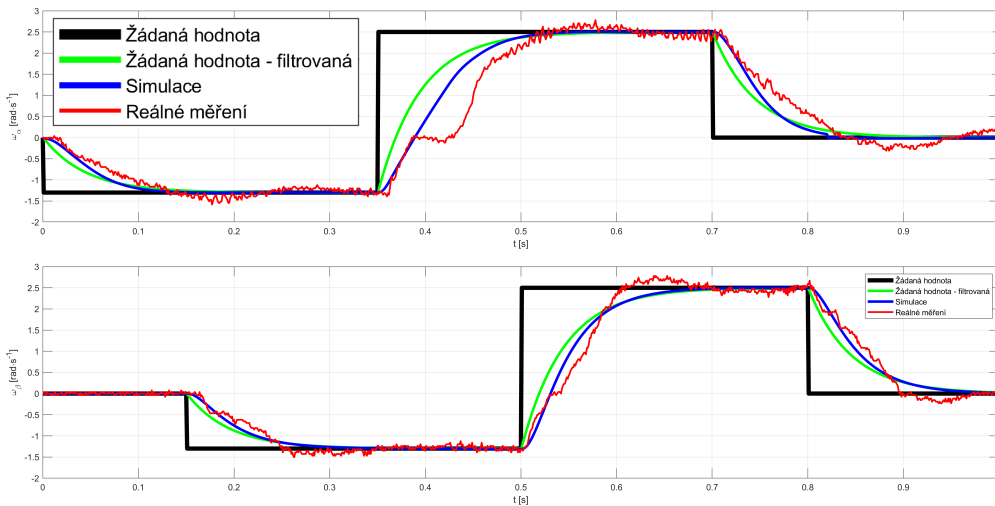 3
2.5
2
1.5
1
0.5
0
-0.5
-1
-1.5
-2
ω_α [rad·s⁻¹]
Žádaná hodnota
Žádaná hodnota - filtrovaná
Simulace
Reálné měření
0 0.1 0.2 0.3 0.4 0.5 0.6 0.7 0.8 0.9
t [s]
3
2.5
2
1.5
1
0.5
0
-0.5
-1
-1.5
-2
ω_β [rad·s⁻¹]
Žádaná hodnota
Žádaná hodnota - filtrovaná
Simulace
Reálné měření
0 0.1 0.2 0.3 0.4 0.5 0.6 0.7 0.8 0.9
t [s]